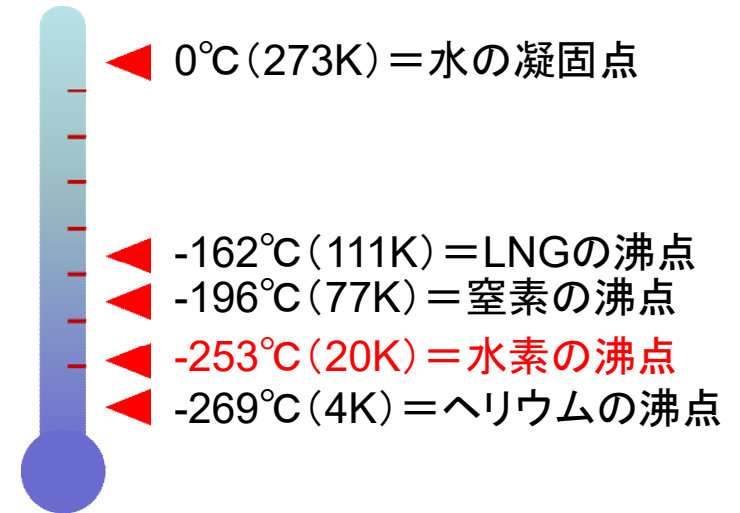 0℃(273K)＝水の凝固点
-162℃(111K)＝LNGの沸点
-196℃(77K)＝窒素の沸点
-253℃(20K)＝水素の沸点
-269℃(4K)＝ヘリウムの沸点